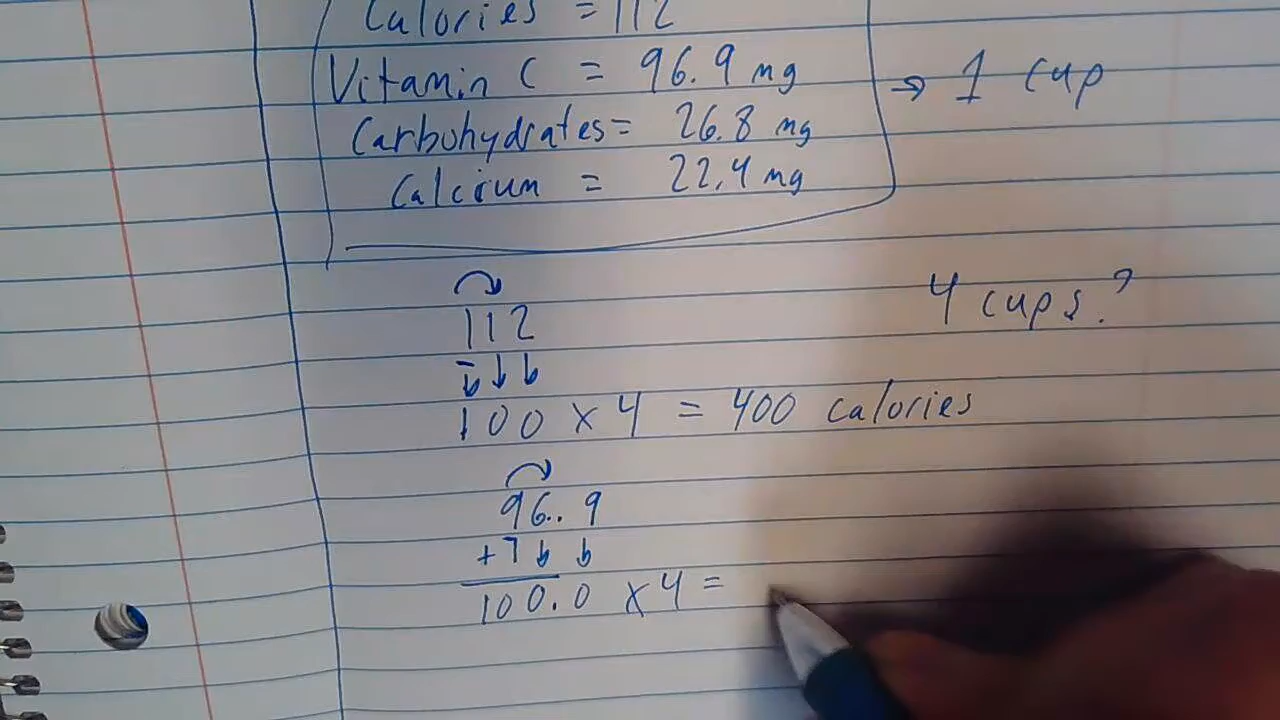 Calories = 112
Vitamin C = 96.9 mg → 1 cup
Carbohydrates = 26.8 mg
Calcium = 22.4 mg
4 cups?
112
100 x 4 = 400 calories
96.9
+7
100.0 x 4 =